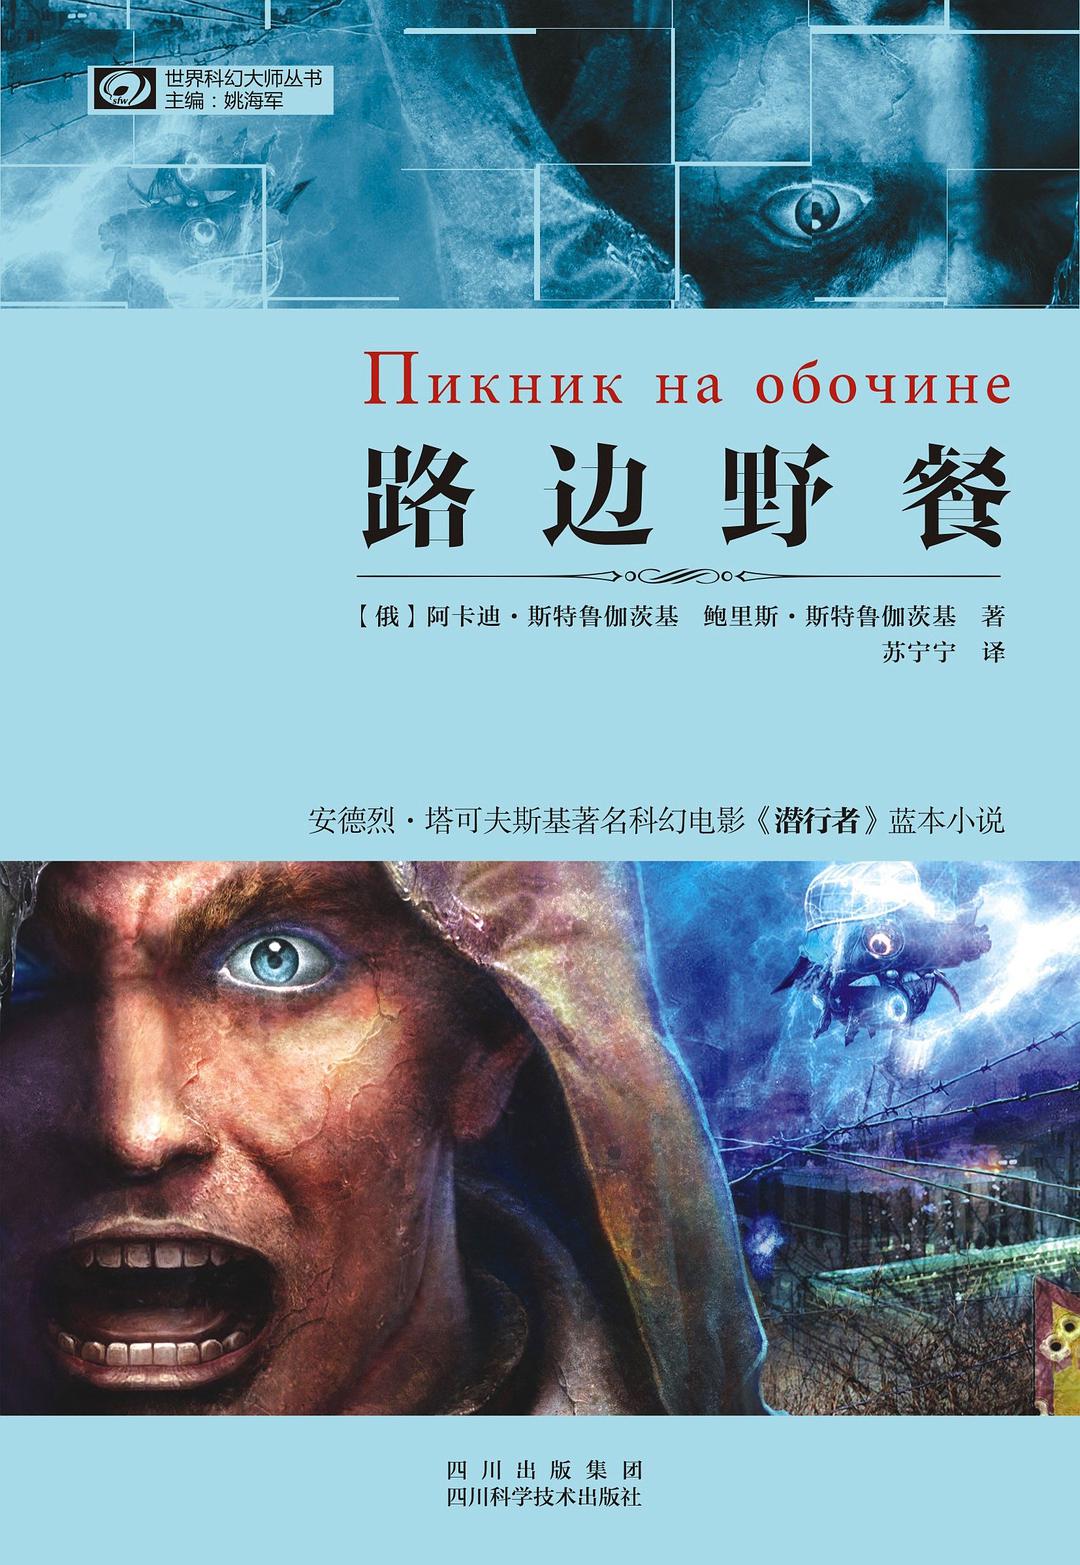 sfw
世界科幻大师丛书
主编：姚海军
Пикник на обочине
路边野餐
【俄】阿卡迪·斯特鲁伽茨基 鲍里斯·斯特鲁伽茨基 著
苏宁宁 译
安德烈·塔可夫斯基著名科幻电影《潜行者》蓝本小说
四川出版集团
四川科学技术出版社